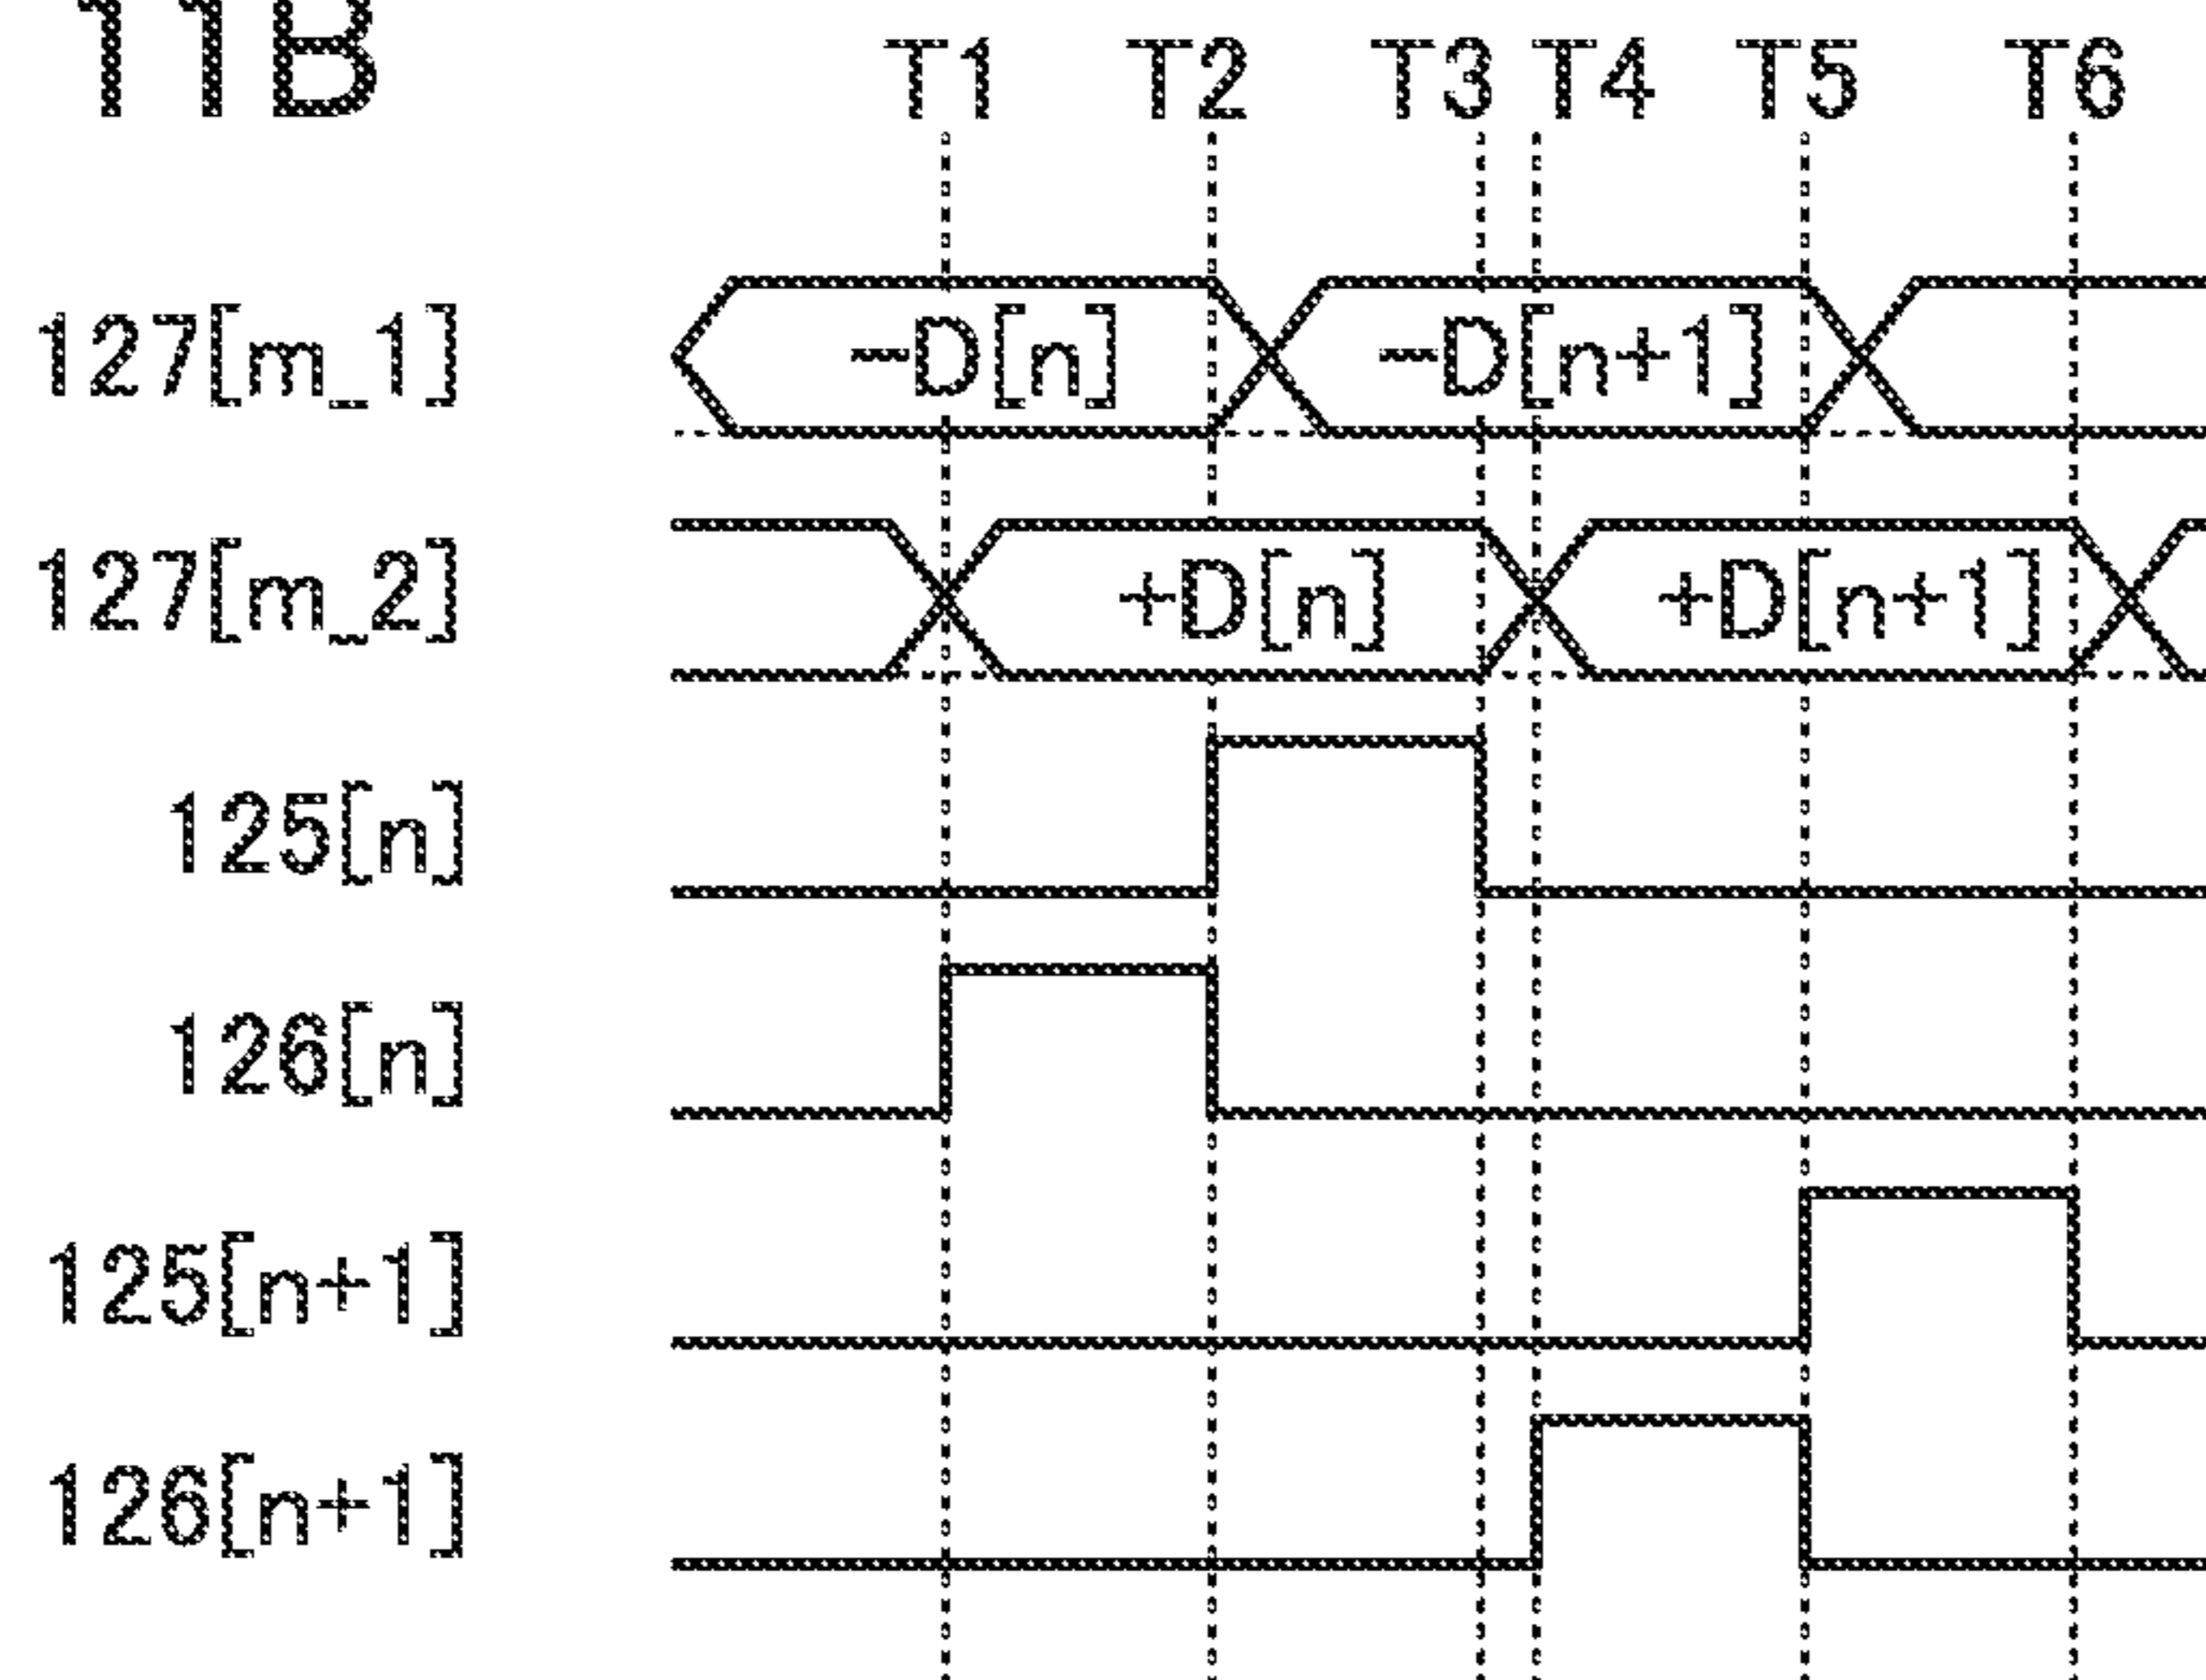 11B
T1 T2 T3 T4 T5 T6
127[m_1] -D[n] -D[n+1]
127[m_2] +D[n] +D[n+1]
125[n]
126[n]
125[n+1]
126[n+1]